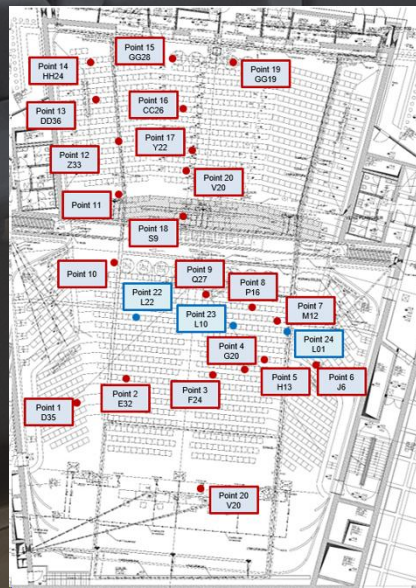 Point 15
GG28
Point 14
HH24
Point 19
GG19
Point 13
DD36
Point 16
CC26
Point 17
Y22
Point 12
Z33
Point 20
V20
Point 11
Point 18
S9
Point 10
Point 9
Q27
Point 8
P16
Point 22
L22
Point 7
M12
Point 23
L10
Point 24
L01
Point 4
G20
Point 5
H13
Point 6
J6
Point 3
F24
Point 2
E32
Point 1
D35
Point 20
V20